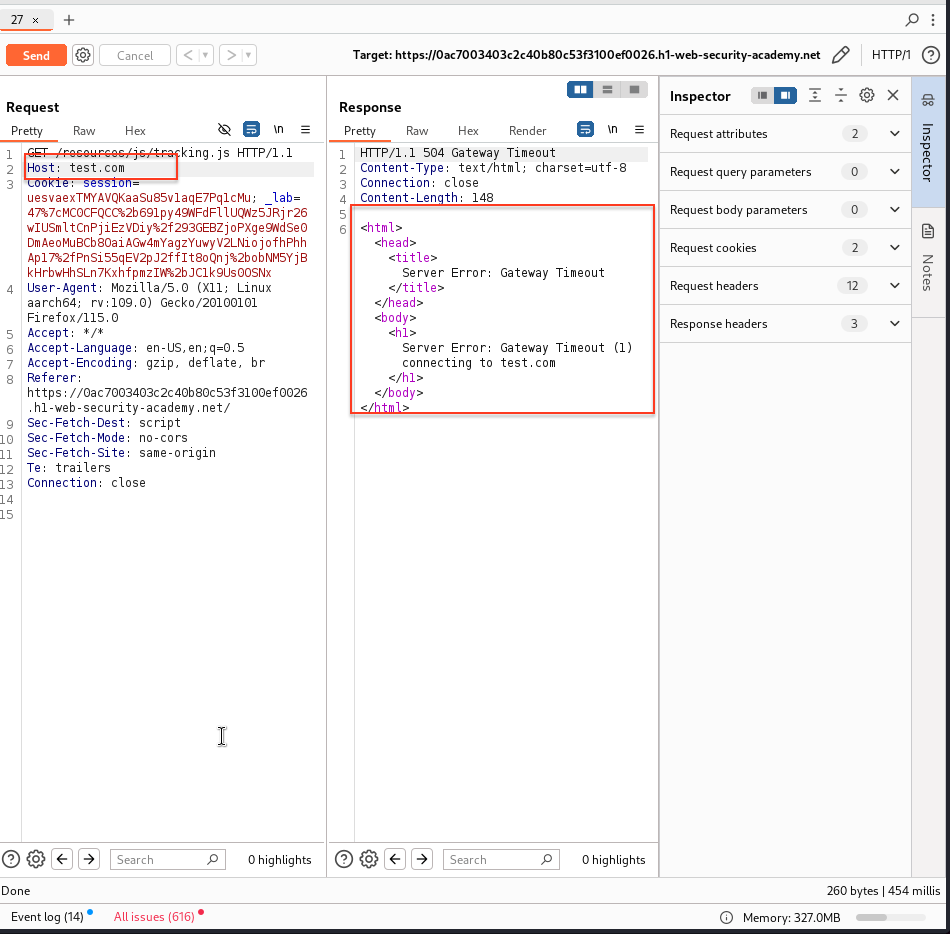 27 × +
Send Cancel < > Target: https://0ac7003403c2c40b80c53f3100ef0026.h1-web-security-academy.net HTTP/1
Request
Pretty Raw Hex \n
1 GET /resources/js/tracking.js HTTP/1.1
2 Host: test.com
3 Cookie: session=
uesvaexTMYAVQKaaSu85v1aqE7Pq1cMu; _lab=
47%7cMC0CFQCC%2b691py49WFdFllUQWz5JRjr26
wIUSmltCnPjiEzVDiy%2f293GEBZjoPXge9WdSe0
DmAeoMuBCb8OaiAGw4mYagzYuwyV2LNiojofhPhh
Ap17%2fPnSi55qEV2pJ2ffIt8oQnj%2bobNM5YjB
kHrbwHhSLn7KxhfpmzIW%2bJC1k9Us0OSNx
4 User-Agent: Mozilla/5.0 (X11; Linux
aarch64; rv:109.0) Gecko/20100101
Firefox/115.0
5 Accept: */*
6 Accept-Language: en-US,en;q=0.5
7 Accept-Encoding: gzip, deflate, br
8 Referer:
https://0ac7003403c2c40b80c53f3100ef0026
.h1-web-security-academy.net/
9 Sec-Fetch-Dest: script
10 Sec-Fetch-Mode: no-cors
11 Sec-Fetch-Site: same-origin
12 Te: trailers
13 Connection: close
14
15
Response
Pretty Raw Hex Render \n
1 HTTP/1.1 504 Gateway Timeout
2 Content-Type: text/html; charset=utf-8
3 Connection: close
4 Content-Length: 148
5
6 <html>
<head>
<title>
Server Error: Gateway Timeout
</title>
</head>
<body>
<h1>
Server Error: Gateway Timeout (1)
connecting to test.com
</h1>
</body>
</html>
Inspector
Request attributes 2
Request query parameters 0
Request body parameters 0
Request cookies 2
Request headers 12
Response headers 3
Inspector
Notes
Search 0 highlights
Search 0 highlights
Done 260 bytes | 454 millis
Event log (14) All issues (616) Memory: 327.0MB